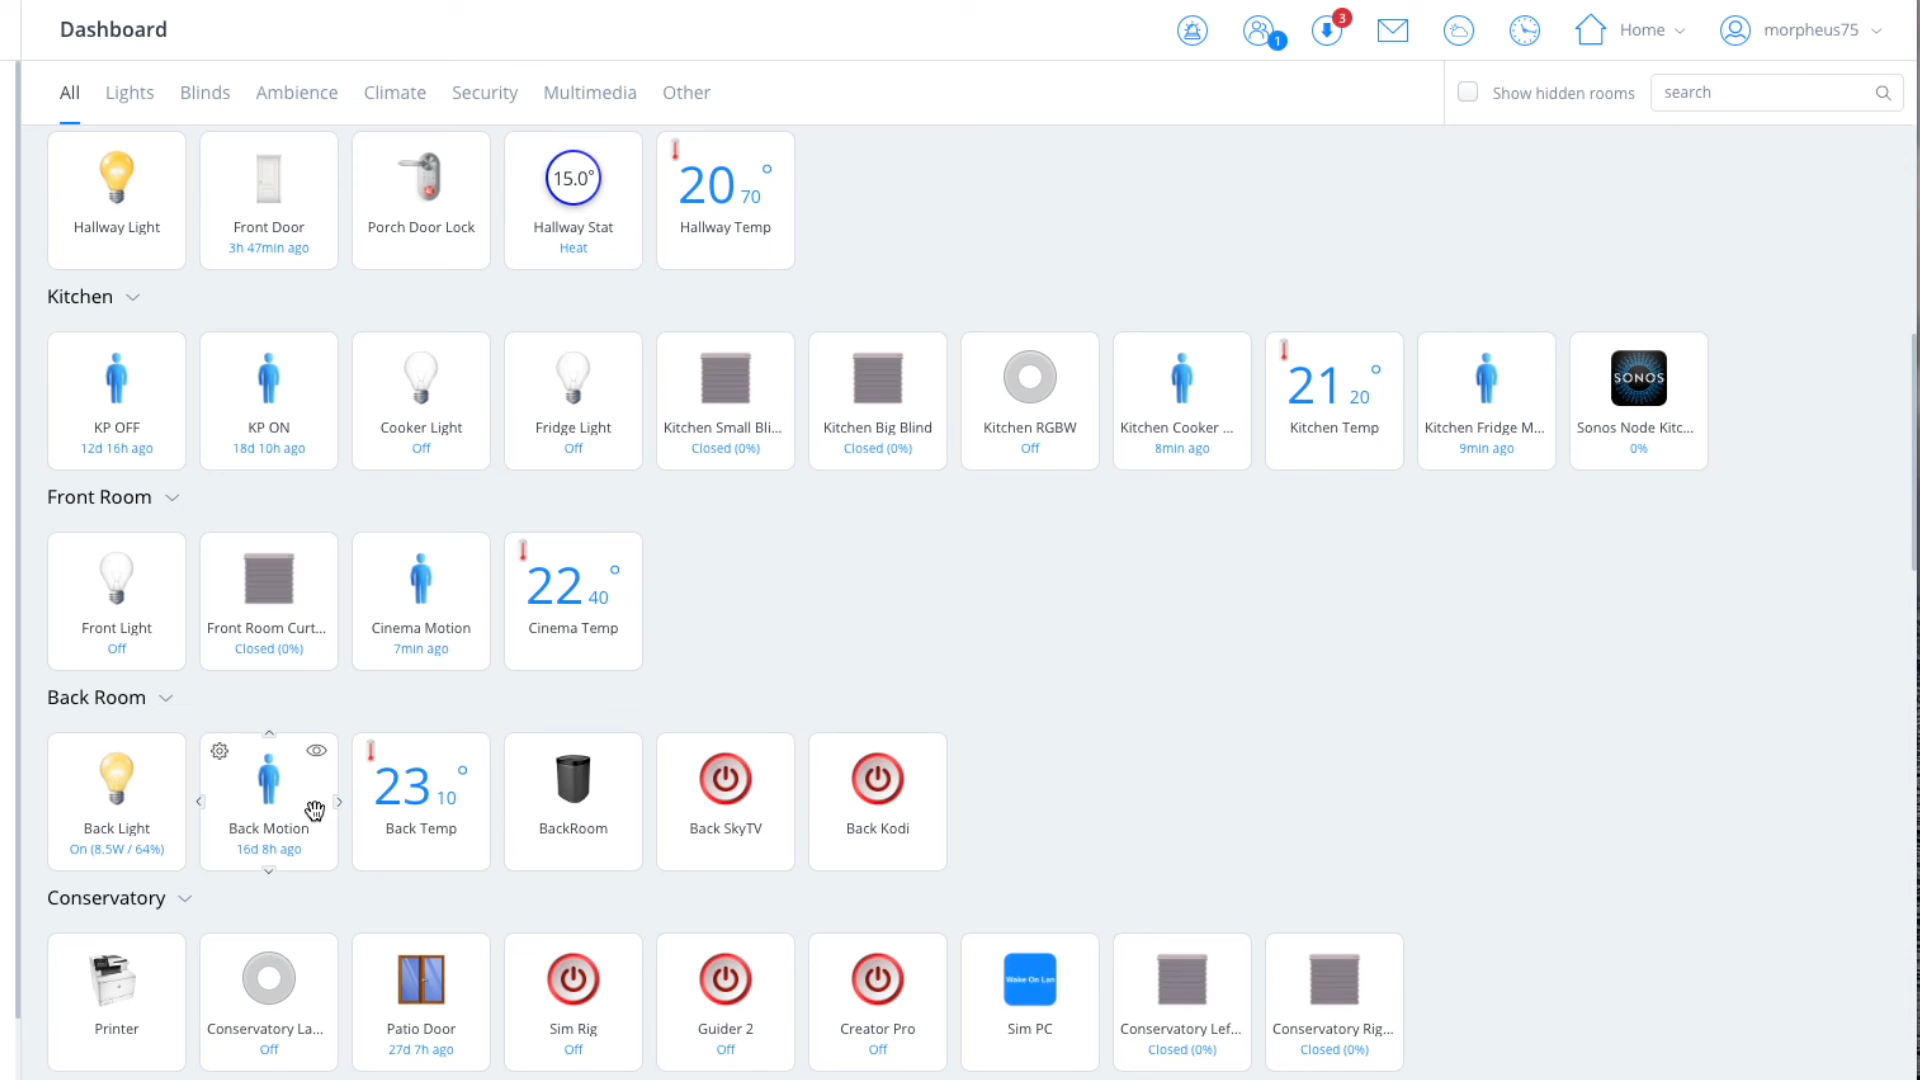 Dashboard
1
3
Home
morpheus75
All
Lights
Blinds
Ambience
Climate
Security
Multimedia
Other
Show hidden rooms
search
Hallway Light
Front Door
3h 47min ago
Porch Door Lock
15.0°
Hallway Stat
Heat
20 70 °
Hallway Temp
Kitchen
KP OFF
12d 16h ago
KP ON
18d 10h ago
Cooker Light
Off
Fridge Light
Off
Kitchen Small Bli...
Closed (0%)
Kitchen Big Blind
Closed (0%)
Kitchen RGBW
Off
Kitchen Cooker ...
8min ago
21 20 °
Kitchen Temp
Kitchen Fridge M...
9min ago
SONOS
Sonos Node Kitc...
0%
Front Room
Front Light
Off
Front Room Curt...
Closed (0%)
Cinema Motion
7min ago
22 40 °
Cinema Temp
Back Room
Back Light
On (8.5W / 64%)
Back Motion
16d 8h ago
23 10 °
Back Temp
BackRoom
Back SkyTV
Back Kodi
Conservatory
Printer
Conservatory La...
Off
Patio Door
27d 7h ago
Sim Rig
Off
Guider 2
Off
Creator Pro
Off
Wake On Lan
Sim PC
Conservatory Lef...
Closed (0%)
Conservatory Rig...
Closed (0%)